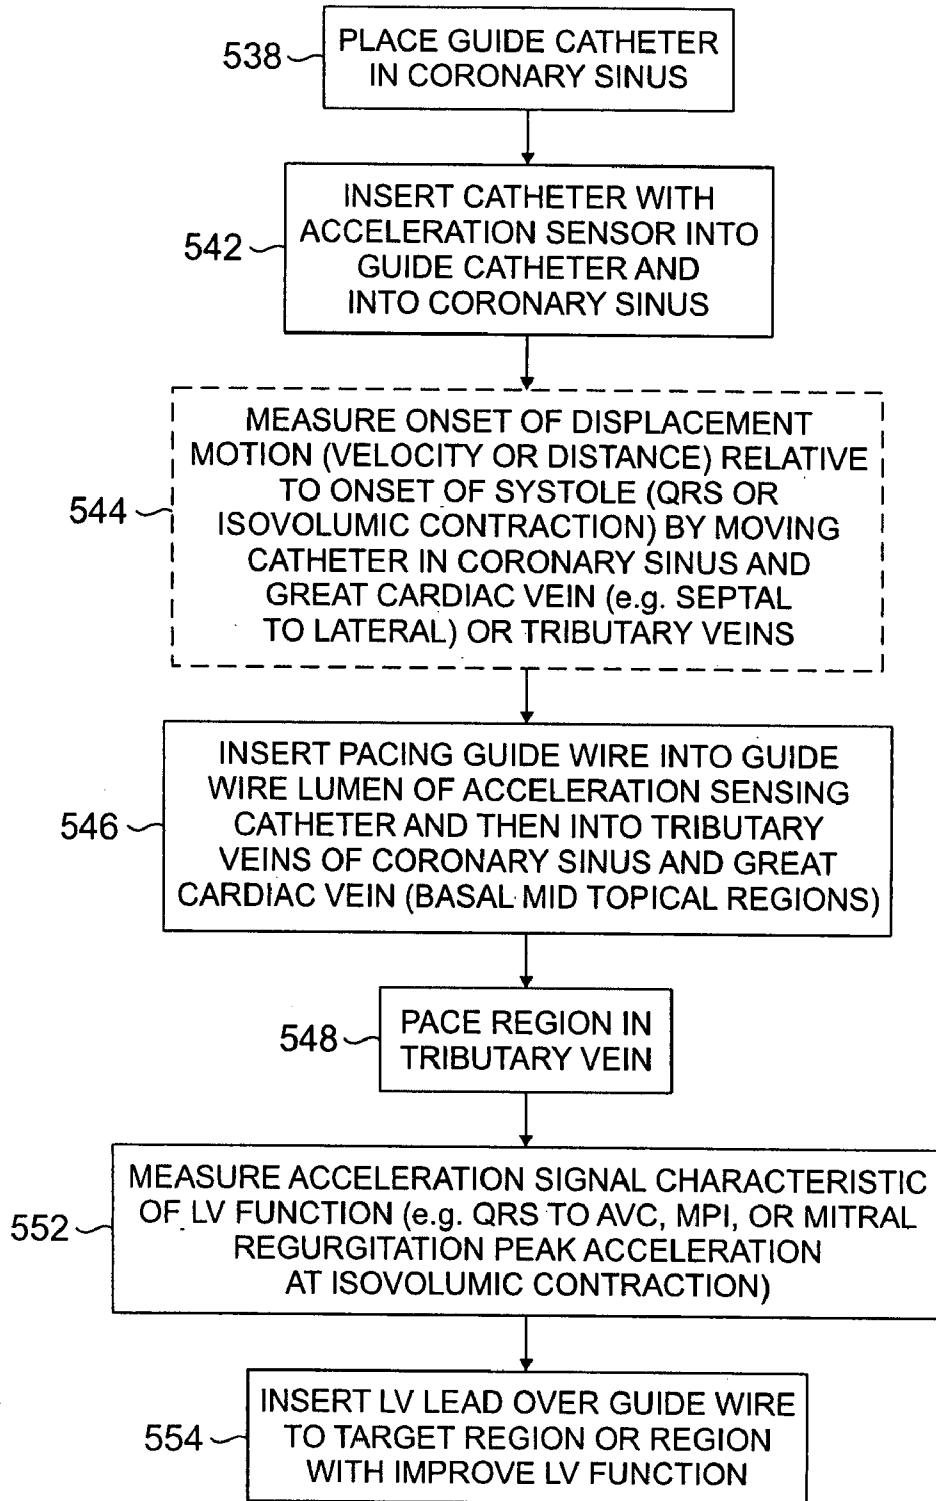 538
PLACE GUIDE CATHETER
IN CORONARY SINUS
542
INSERT CATHETER WITH
ACCELERATION SENSOR INTO
GUIDE CATHETER AND
INTO CORONARY SINUS
544
MEASURE ONSET OF DISPLACEMENT
MOTION (VELOCITY OR DISTANCE) RELATIVE
TO ONSET OF SYSTOLE (QRS OR
ISOVOLUMIC CONTRACTION) BY MOVING
CATHETER IN CORONARY SINUS AND
GREAT CARDIAC VEIN (e.g. SEPTAL
TO LATERAL) OR TRIBUTARY VEINS
546
INSERT PACING GUIDE WIRE INTO GUIDE
WIRE LUMEN OF ACCELERATION SENSING
CATHETER AND THEN INTO TRIBUTARY
VEINS OF CORONARY SINUS AND GREAT
CARDIAC VEIN (BASAL MID TOPICAL REGIONS)
548
PACE REGION IN
TRIBUTARY VEIN
552
MEASURE ACCELERATION SIGNAL CHARACTERISTIC
OF LV FUNCTION (e.g. QRS TO AVC, MPI, OR MITRAL
REGURGITATION PEAK ACCELERATION
AT ISOVOLUMIC CONTRACTION)
554
INSERT LV LEAD OVER GUIDE WIRE
TO TARGET REGION OR REGION
WITH IMPROVE LV FUNCTION